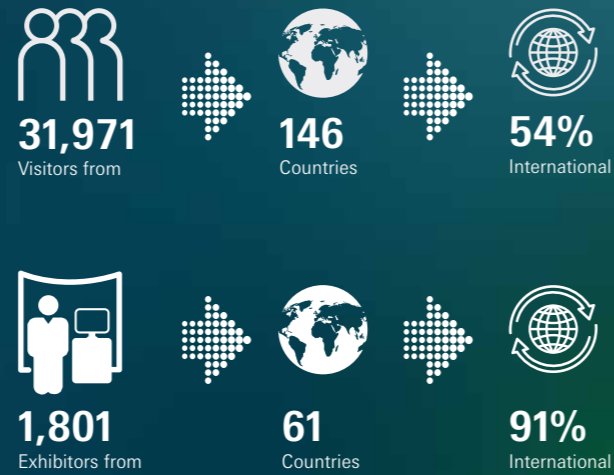 31,971
Visitors from
146
Countries
54%
International
1,801
Exhibitors from
61
Countries
91%
International